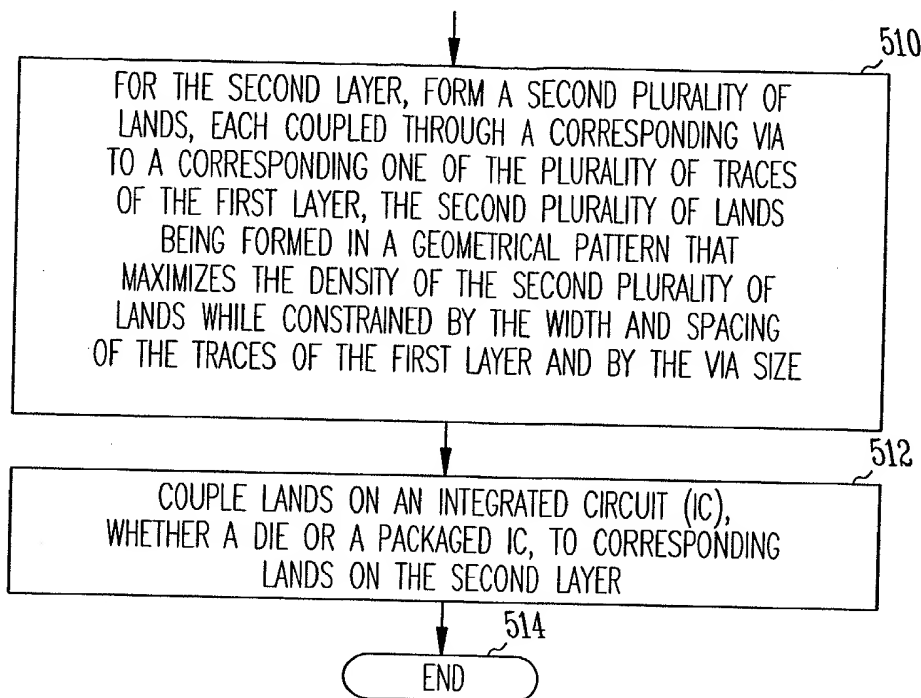 510
FOR THE SECOND LAYER, FORM A SECOND PLURALITY OF
LANDS, EACH COUPLED THROUGH A CORRESPONDING VIA
TO A CORRESPONDING ONE OF THE PLURALITY OF TRACES
OF THE FIRST LAYER, THE SECOND PLURALITY OF LANDS
BEING FORMED IN A GEOMETRICAL PATTERN THAT
MAXIMIZES THE DENSITY OF THE SECOND PLURALITY OF
LANDS WHILE CONSTRAINED BY THE WIDTH AND SPACING
OF THE TRACES OF THE FIRST LAYER AND BY THE VIA SIZE
512
COUPLE LANDS ON AN INTEGRATED CIRCUIT (IC),
WHETHER A DIE OR A PACKAGED IC, TO CORRESPONDING
LANDS ON THE SECOND LAYER
514
END